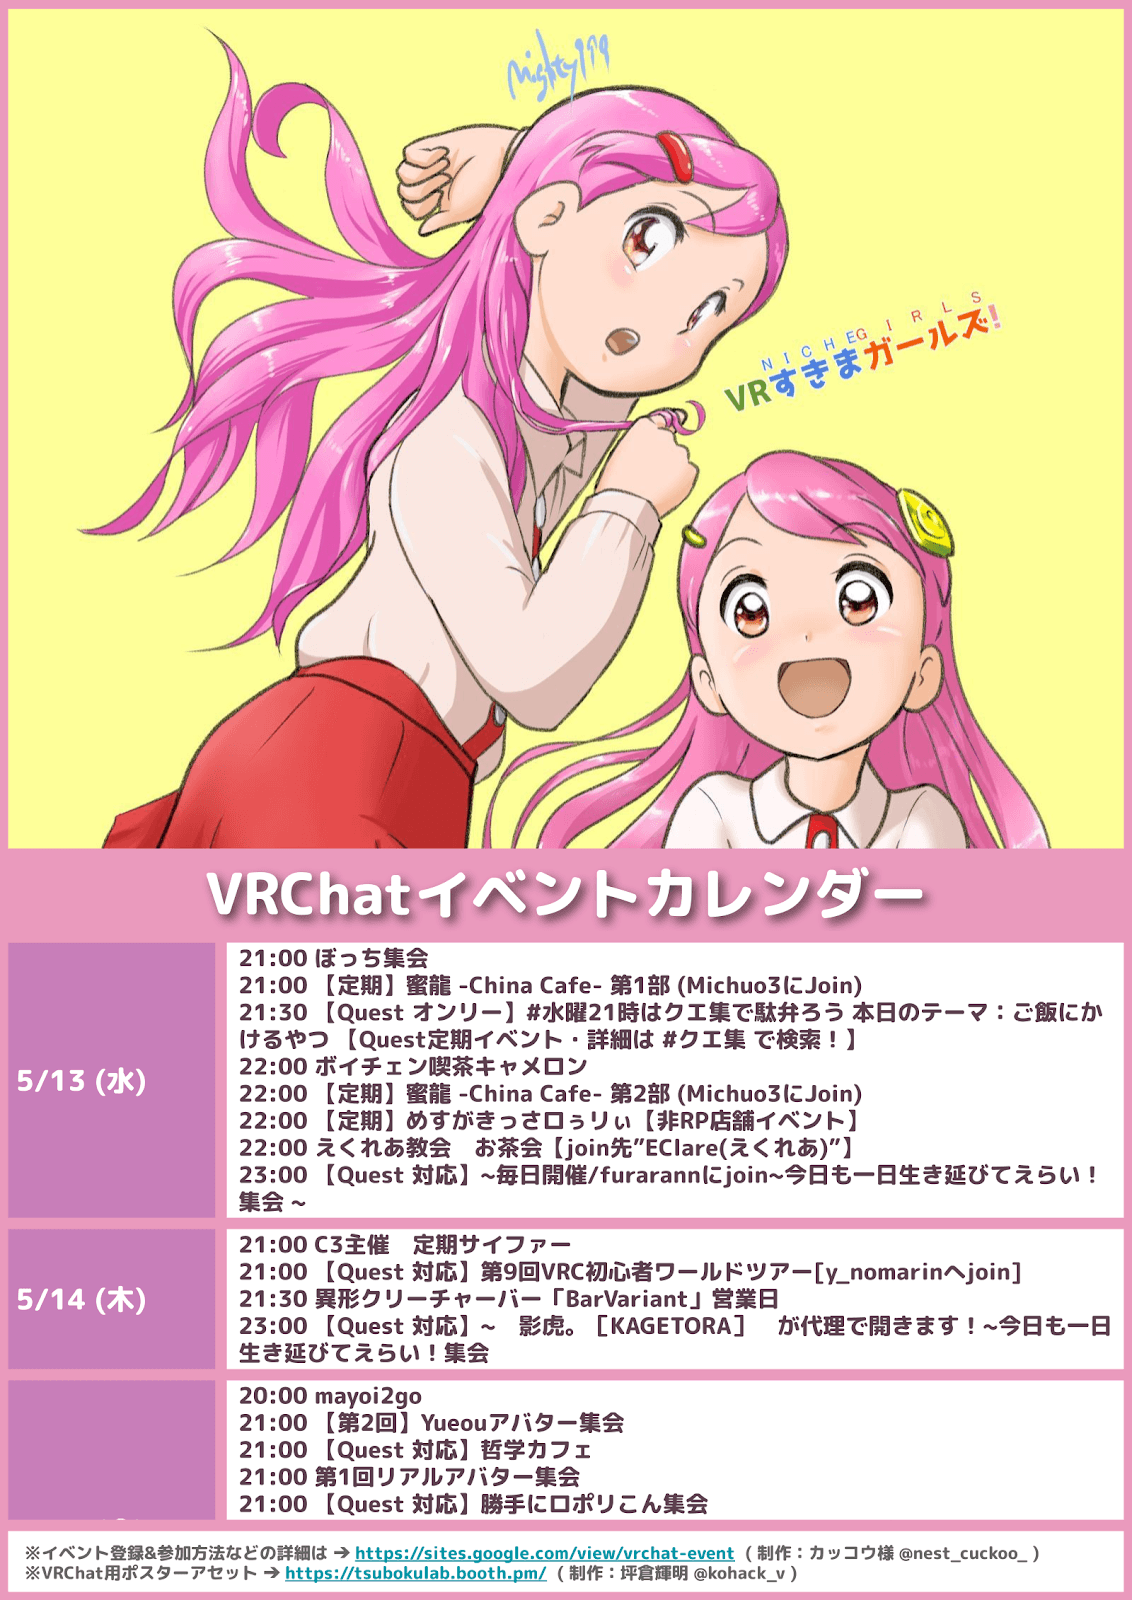 mighty199
NICHE GIRLS
VRすきまガールズ!
VRChatイベントカレンダー
5/13 (水)
21:00 ぼっち集会
21:00 【定期】蜜龍 -China Cafe- 第1部 (Michuo3にJoin)
21:30 【Quest オンリー】#水曜21時はクエ集で駄弁ろう 本日のテーマ：ご飯にか
けるやつ 【Quest定期イベント・詳細は #クエ集 で検索！】
22:00 ボイチェン喫茶キャメロン
22:00 【定期】蜜龍 -China Cafe- 第2部 (Michuo3にJoin)
22:00 【定期】めすがきっさロぅリぃ【非RP店舗イベント】
22:00 えくれあ教会　お茶会【join先”EClare(えくれあ)”】
23:00 【Quest 対応】~毎日開催/furarannにjoin~今日も一日生き延びてえらい！
集会 ~
5/14 (木)
21:00 C3主催　定期サイファー
21:00 【Quest 対応】第9回VRC初心者ワールドツアー[y_nomarinへjoin]
21:30 異形クリーチャーバー「BarVariant」営業日
23:00 【Quest 対応】~　影虎。［KAGETORA］　が代理で開きます！~今日も一日
生き延びてえらい！集会
20:00 mayoi2go
21:00 【第2回】Yueouアバター集会
21:00 【Quest 対応】哲学カフェ
21:00 第1回リアルアバター集会
21:00 【Quest 対応】勝手にロポリこん集会
※イベント登録&参加方法などの詳細は ➔ https://sites.google.com/view/vrchat-event ( 制作：カッコウ様 @nest_cuckoo_ )
※VRChat用ポスターアセット ➔ https://tsubokulab.booth.pm/ ( 制作：坪倉輝明 @kohack_v )